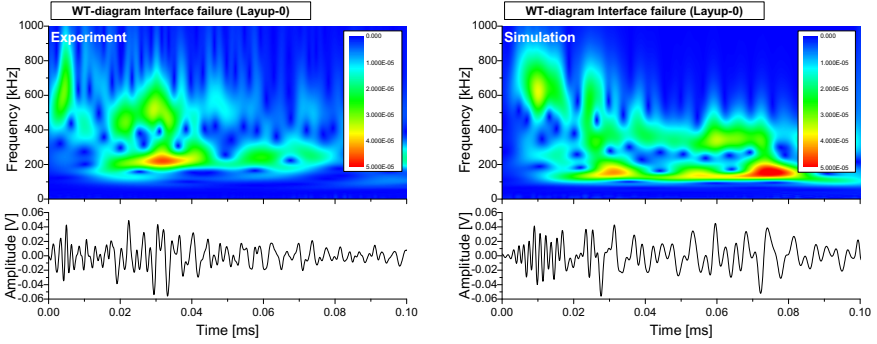 WT-diagram Interface failure (Layup-0)
Experiment
Frequency [kHz]
1000
800
600
400
200
0
0.000
1.000E-05
2.000E-05
3.000E-05
4.000E-05
5.000E-05
Amplitude [V]
0.06
0.04
0.02
0.00
-0.02
-0.04
-0.06
0.00 0.02 0.04 0.06 0.08 0.10
Time [ms]
WT-diagram Interface failure (Layup-0)
Simulation
Frequency [kHz]
1000
800
600
400
200
0
0.000
1.000E-05
2.000E-05
3.000E-05
4.000E-05
5.000E-05
Amplitude [V]
0.06
0.04
0.02
0.00
-0.02
-0.04
-0.06
0.00 0.02 0.04 0.06 0.08 0.10
Time [ms]